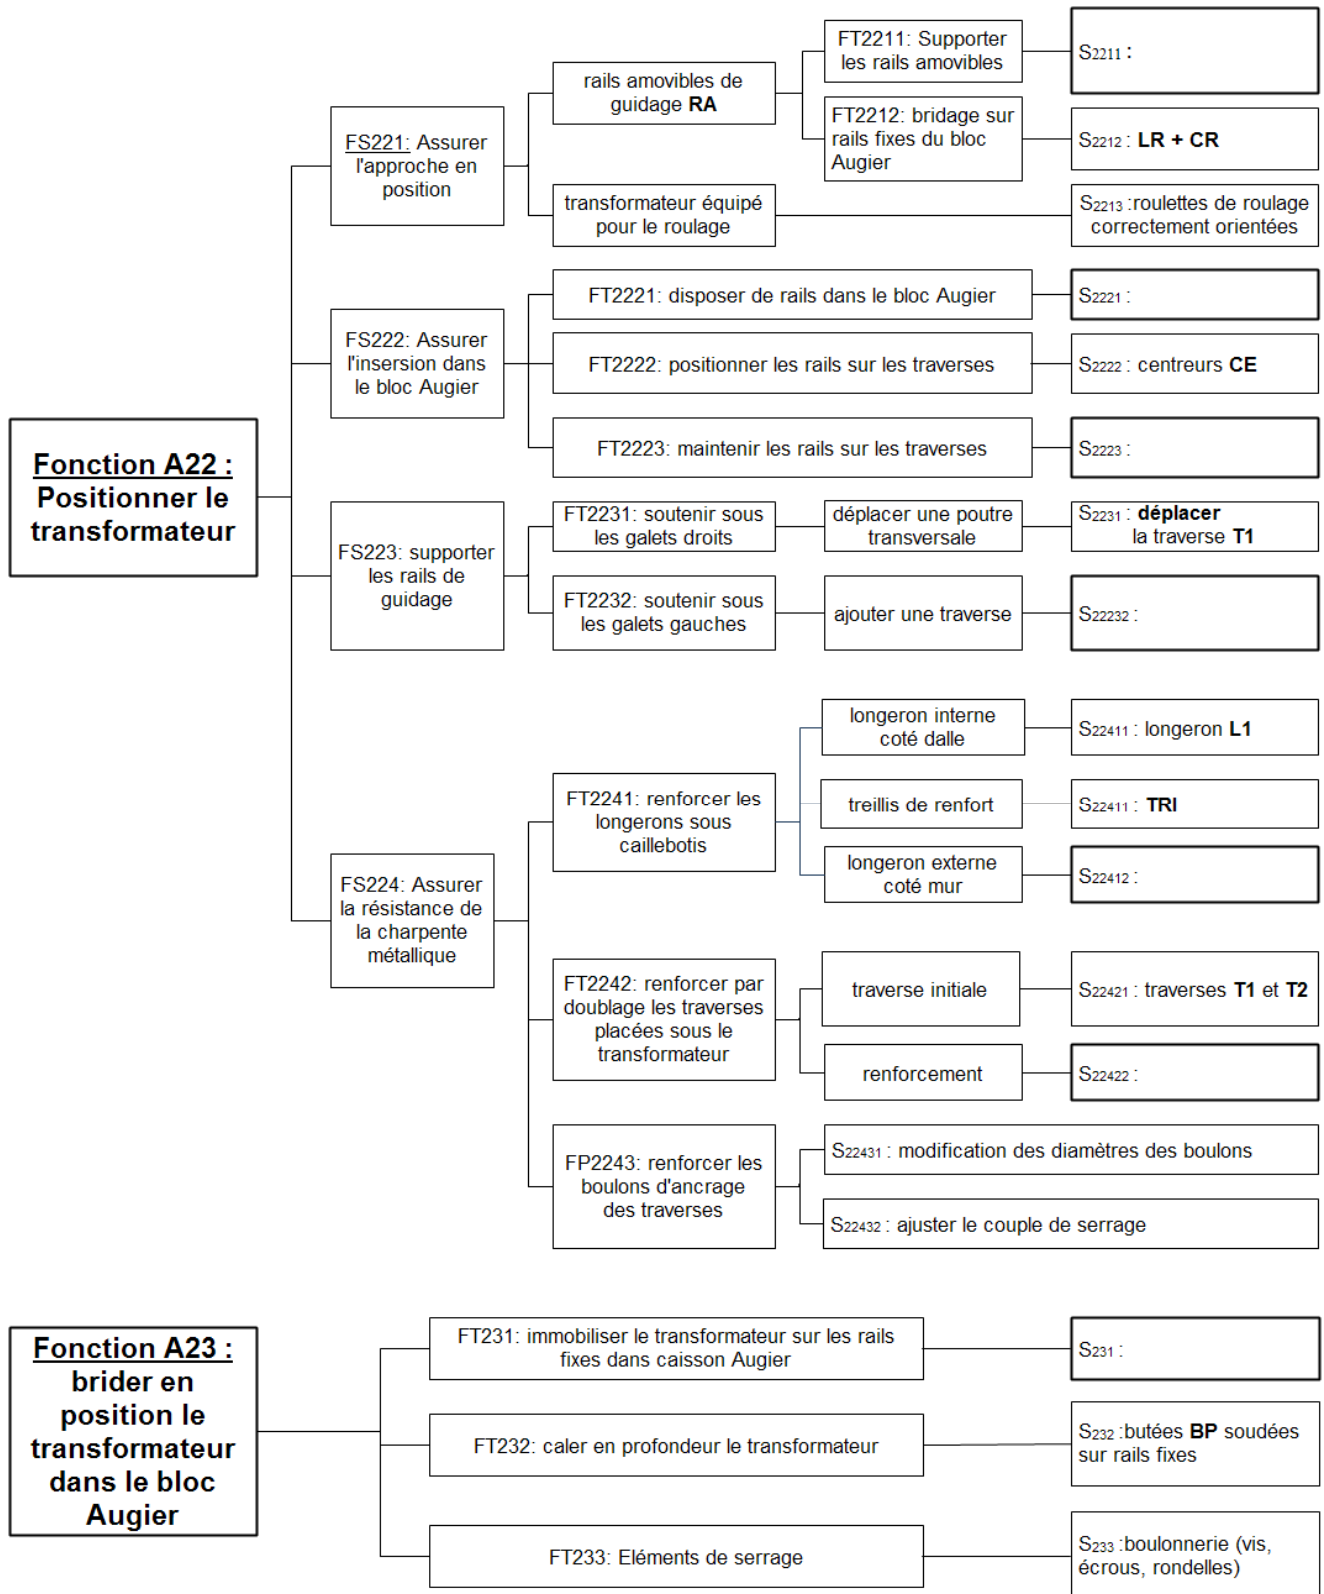 Fonction A22 :
Positionner le
transformateur
FS221: Assurer
l'approche en
position
rails amovibles de
guidage RA
FT2211: Supporter
les rails amovibles
S2211 :
FT2212: bridage sur
rails fixes du bloc
Augier
S2212 : LR + CR
transformateur équipé
pour le roulage
S2213 :roulettes de roulage
correctement orientées
FS222: Assurer
l'insersion dans
le bloc Augier
FT2221: disposer de rails dans le bloc Augier
S2221 :
FT2222: positionner les rails sur les traverses
S2222 : centreurs CE
FT2223: maintenir les rails sur les traverses
S2223 :
FS223: supporter
les rails de
guidage
FT2231: soutenir sous
les galets droits
déplacer une poutre
transversale
S2231 : déplacer
la traverse T1
FT2232: soutenir sous
les galets gauches
ajouter une traverse
S22232 :
FS224: Assurer
la résistance de
la charpente
métallique
FT2241: renforcer les
longerons sous
caillebotis
longeron interne
coté dalle
S22411 : longeron L1
treillis de renfort
S22411 : TRI
longeron externe
coté mur
S22412 :
FT2242: renforcer par
doublage les traverses
placées sous le
transformateur
traverse initiale
S22421 : traverses T1 et T2
renforcement
S22422 :
FP2243: renforcer les
boulons d'ancrage
des traverses
S22431 : modification des diamètres des boulons
S22432 : ajuster le couple de serrage
Fonction A23 :
brider en
position le
transformateur
dans le bloc
Augier
FT231: immobiliser le transformateur sur les rails
fixes dans caisson Augier
S231 :
FT232: caler en profondeur le transformateur
S232 :butées BP soudées
sur rails fixes
FT233: Eléments de serrage
S233 :boulonnerie (vis,
écrous, rondelles)